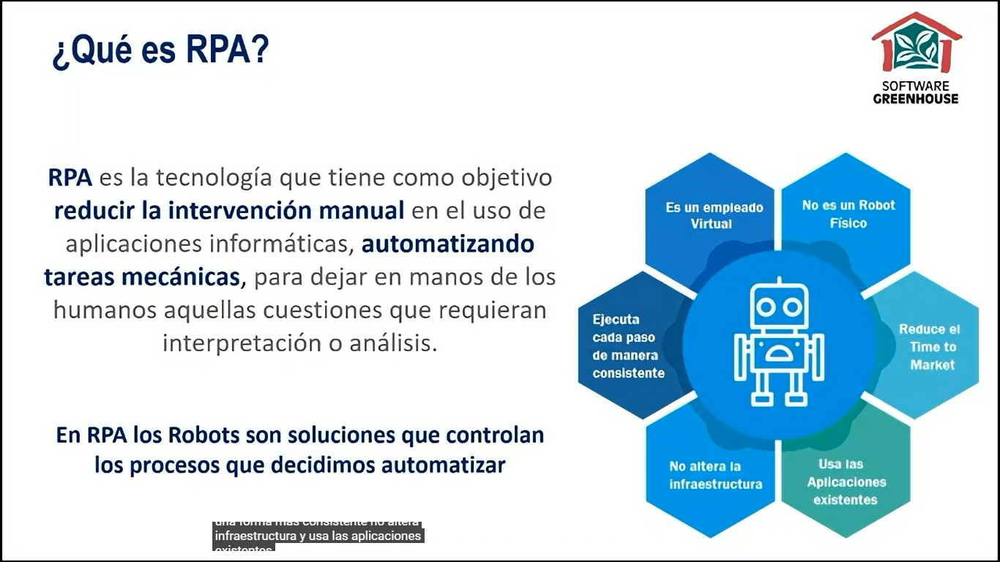 ¿Qué es RPA?
SOFTWARE
GREENHOUSE
RPA es la tecnología que tiene como objetivo
reducir la intervención manual en el uso de
aplicaciones informáticas, automatizando
tareas mecánicas, para dejar en manos de los
humanos aquellas cuestiones que requieran
interpretación o análisis.
En RPA los Robots son soluciones que controlan
los procesos que decidimos automatizar
Es un empleado
Virtual
No es un Robot
Físico
Ejecuta
cada paso
de manera
consistente
Reduce el
Time to
Market
No altera la
infraestructura
Usa las
Aplicaciones
existentes
una forma más consistente no altera
infraestructura y usa las aplicaciones
existentes